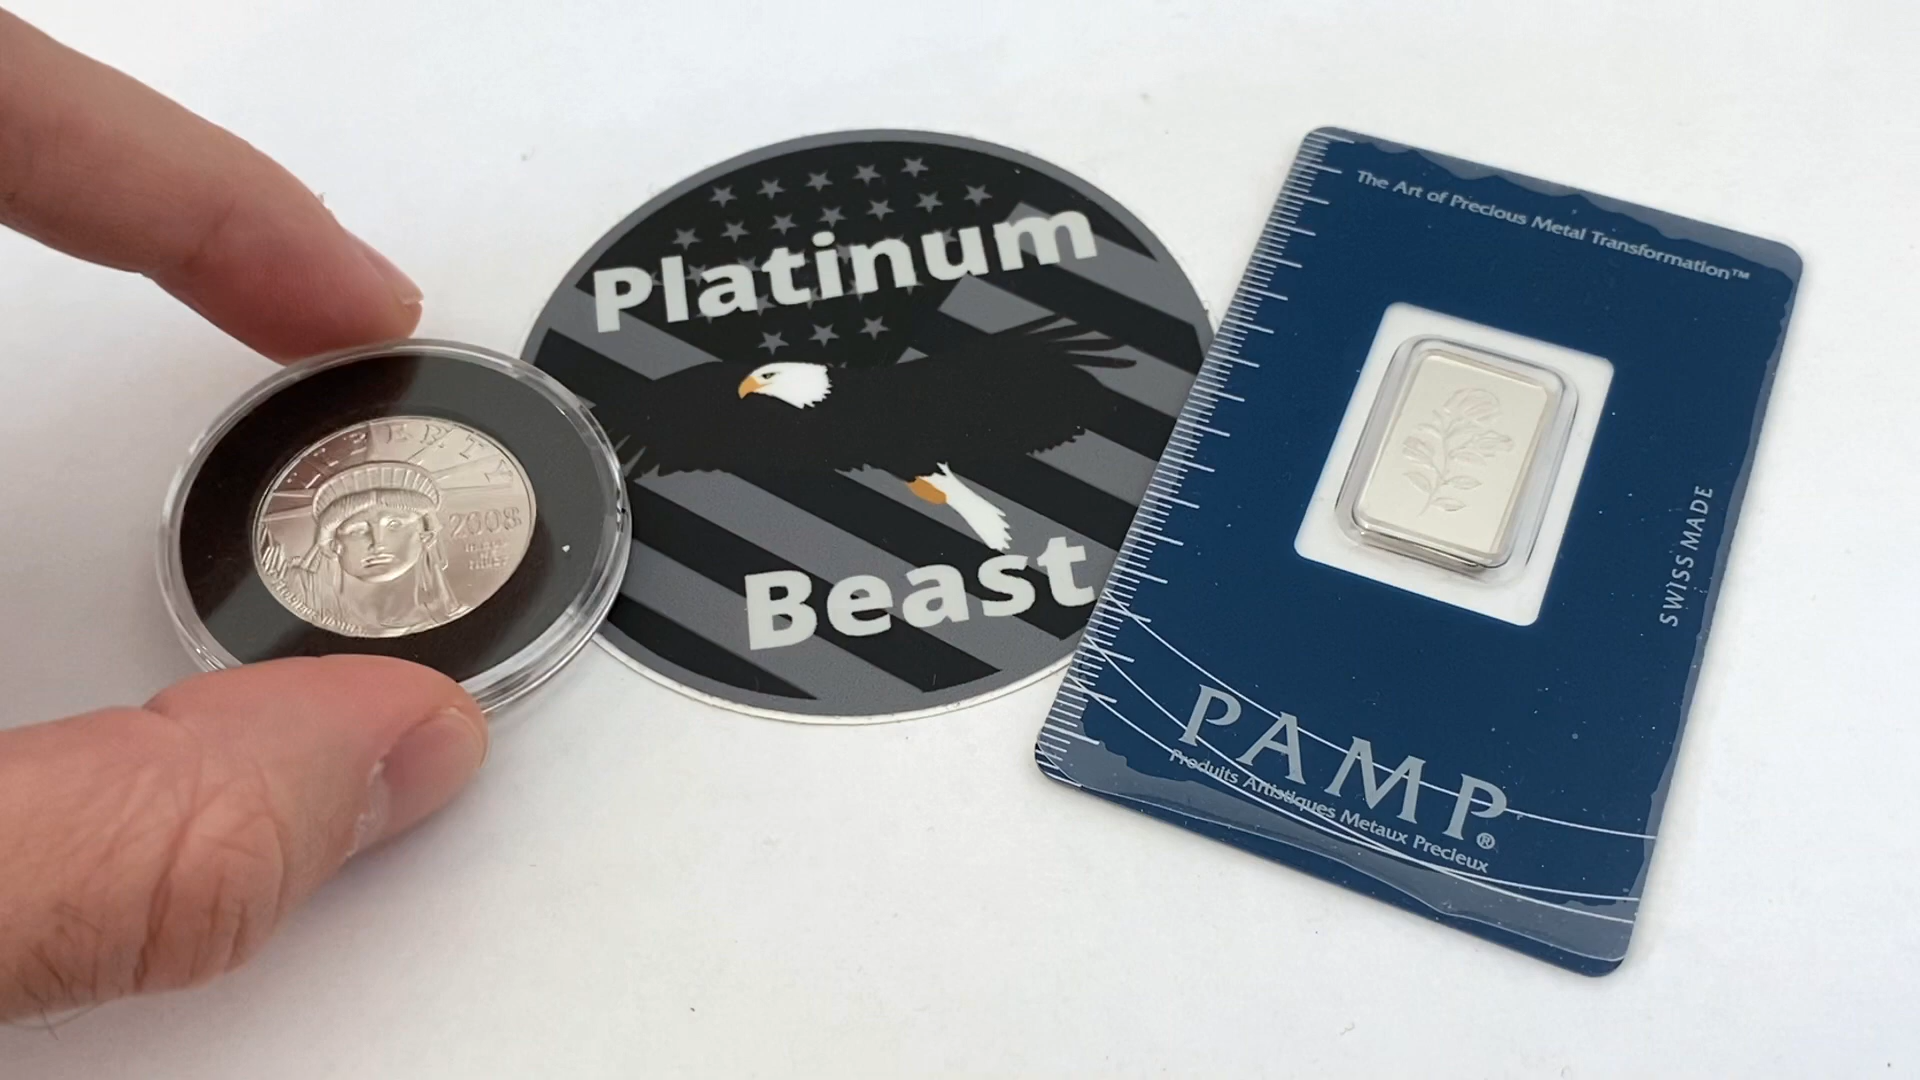 LIBERTY
2008
Platinum
Beast
The Art of Precious Metal Transformation™
SWISS MADE
PAMP®
Produits Artistiques Metaux Precieux